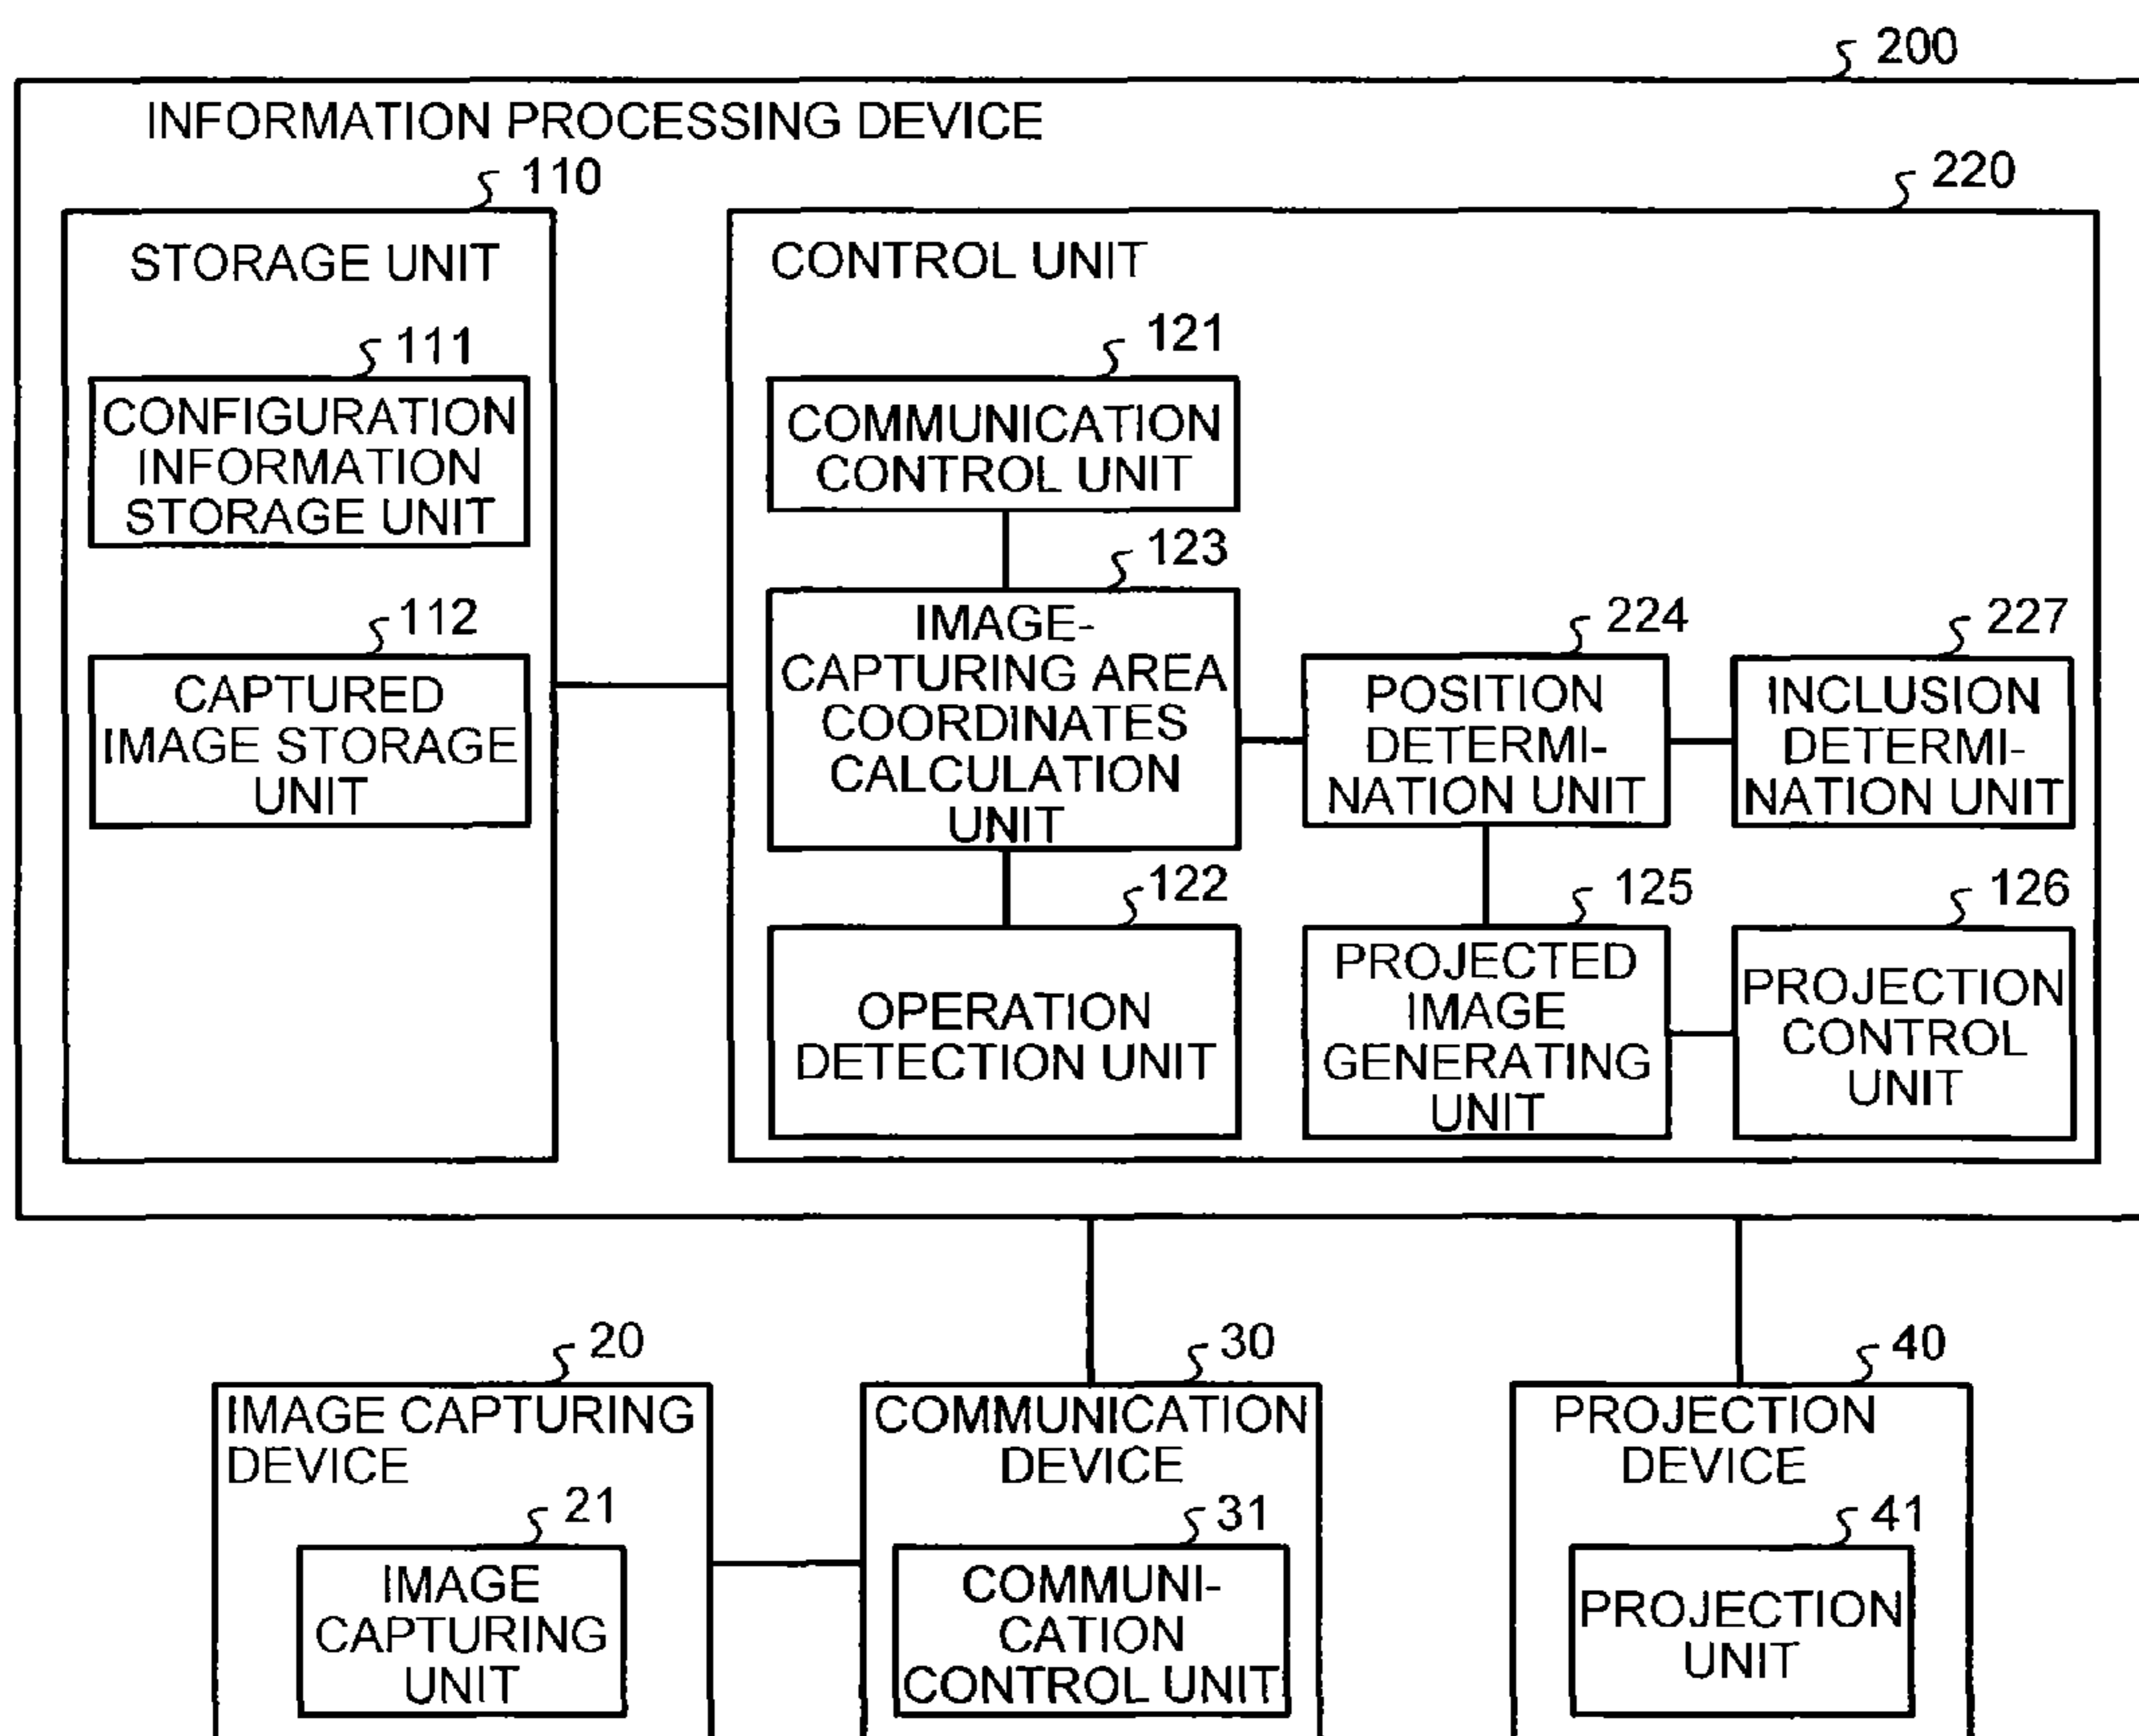 200
INFORMATION PROCESSING DEVICE
110
220
STORAGE UNIT
CONTROL UNIT
111
CONFIGURATION
INFORMATION
STORAGE UNIT
112
CAPTURED
IMAGE STORAGE
UNIT
121
COMMUNICATION
CONTROL UNIT
123
IMAGE-
CAPTURING AREA
COORDINATES
CALCULATION
UNIT
224
POSITION
DETERMI-
NATION UNIT
227
INCLUSION
DETERMI-
NATION UNIT
122
OPERATION
DETECTION UNIT
125
PROJECTED
IMAGE
GENERATING
UNIT
126
PROJECTION
CONTROL
UNIT
20
IMAGE CAPTURING
DEVICE
21
IMAGE
CAPTURING
UNIT
30
COMMUNICATION
DEVICE
31
COMMUNI-
CATION
CONTROL UNIT
40
PROJECTION
DEVICE
41
PROJECTION
UNIT